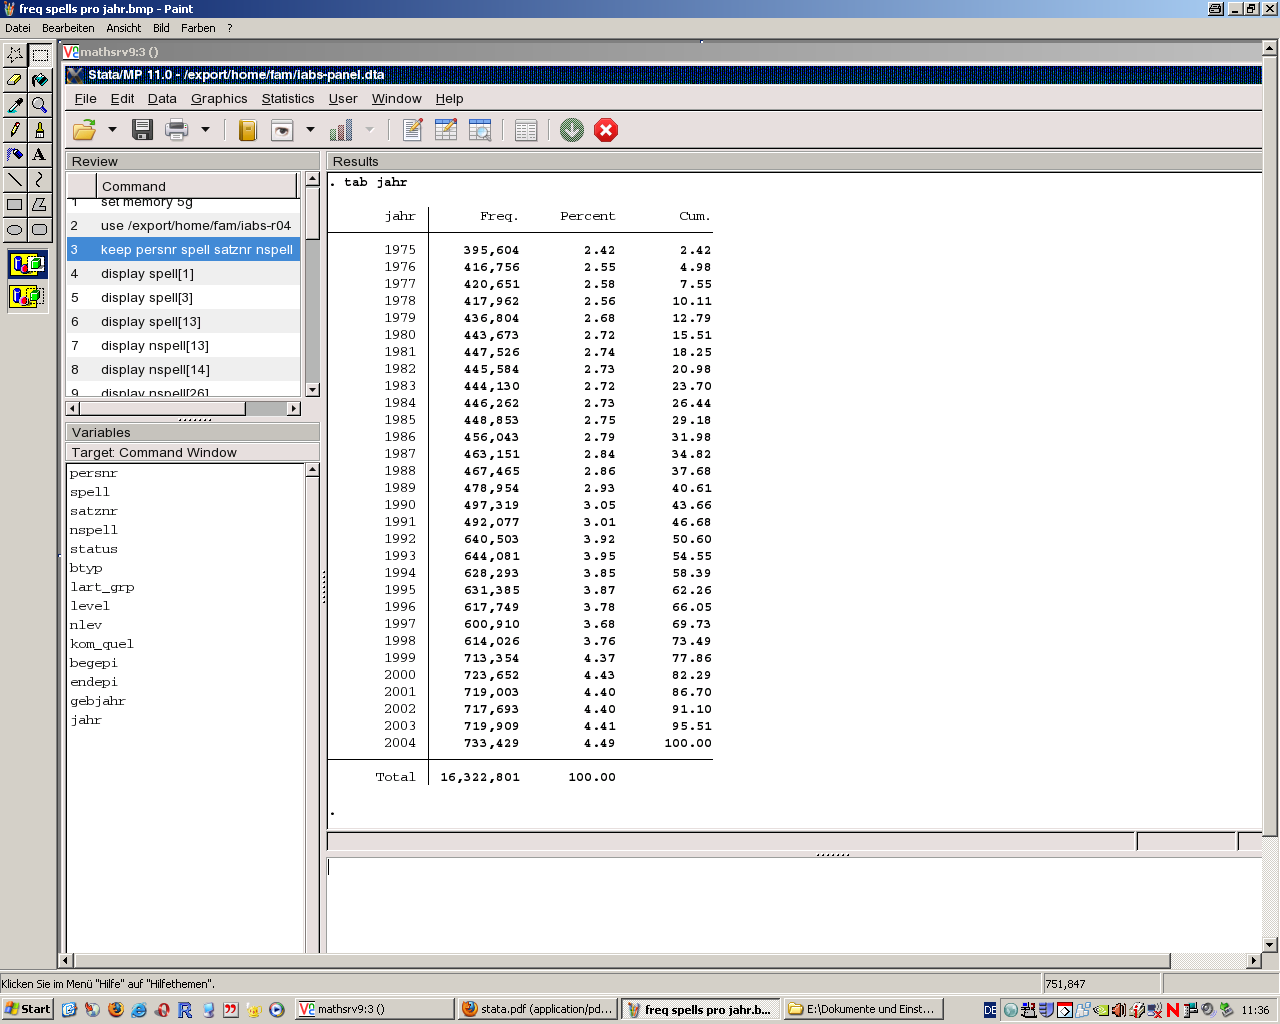 freq spells pro jahr.bmp - Paint
Datei Bearbeiten Ansicht Bild Farben ?
mathsrv9:3 ()
Stata/MP 11.0 - /export/home/fam/iabs-panel.dta
File Edit Data Graphics Statistics User Window Help
Review
Command
1 set memory 5g
2 use /export/home/fam/iabs-r04
3 keep persnr spell satznr nspell
4 display spell[1]
5 display spell[3]
6 display spell[13]
7 display nspell[13]
8 display nspell[14]
9 display nspell[26]
Variables
Target: Command Window
persnr
spell
satznr
nspell
status
btyp
lart_grp
level
nlev
kom_quel
begepi
endepi
gebjahr
jahr
Results
. tab jahr
jahr Freq. Percent Cum.
1975 395,604 2.42 2.42
1976 416,756 2.55 4.98
1977 420,651 2.58 7.55
1978 417,962 2.56 10.11
1979 436,804 2.68 12.79
1980 443,673 2.72 15.51
1981 447,526 2.74 18.25
1982 445,584 2.73 20.98
1983 444,130 2.72 23.70
1984 446,262 2.73 26.44
1985 448,853 2.75 29.18
1986 456,043 2.79 31.98
1987 463,151 2.84 34.82
1988 467,465 2.86 37.68
1989 478,954 2.93 40.61
1990 497,319 3.05 43.66
1991 492,077 3.01 46.68
1992 640,503 3.92 50.60
1993 644,081 3.95 54.55
1994 628,293 3.85 58.39
1995 631,385 3.87 62.26
1996 617,749 3.78 66.05
1997 600,910 3.68 69.73
1998 614,026 3.76 73.49
1999 713,354 4.37 77.86
2000 723,652 4.43 82.29
2001 719,003 4.40 86.70
2002 717,693 4.40 91.10
2003 719,909 4.41 95.51
2004 733,429 4.49 100.00
Total 16,322,801 100.00
.
Klicken Sie im Menü "Hilfe" auf "Hilfethemen".
751,847
Start
mathsrv9:3 ()
stata.pdf (application/pd...
freq spells pro jahr.b...
E:\Dokumente und Einst...
DE
11:36